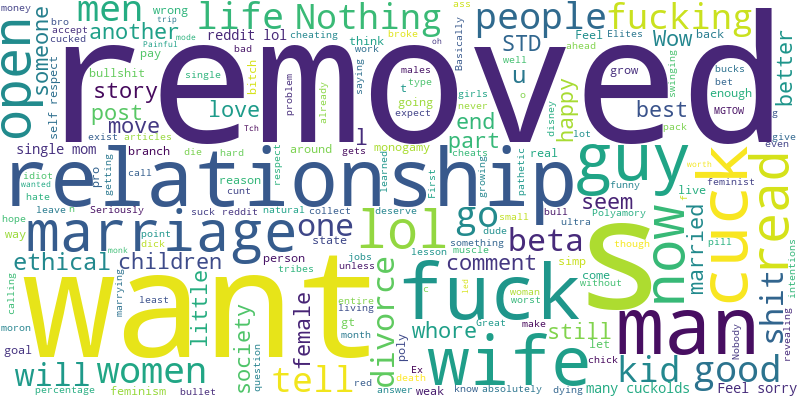 money
bro
accept
cucked
trip
men
wrong
another
life
reddit lol
bad
Nothing
cheating
think
work
pay
ass
mode
broke
oh
Painful
people
Basically
STD
u
well
o
Feel
Elites
ahead
grow
fucking
Wow
back
best
swinging
bucks
bet
enough
MGTOW
better
give
even
happy
disney
lot
pack
open
someone
self respect
bullshit
story
post
move
single
bitch
love
removed
problem
already
saying
males
type
t
going
expect
girls
never
l
gets
end
part
monogamy
single mom
exist
articles
branch
die
Tch
hard
respect
around
cheats
real
guy
relationship
idiot
wanted
hate
call
pro
getting
reason
cunt
learned
First
growing
pathetic
funny
live
worth
feminist
hope
way
leave
n
Seriously
suck reddit
natural
collect
deserve
small
bull
Polyamory
seem
now
cuck
read
pill
intentions
marriage
point
dick
monk
one
state
lol
lesson
muscle
go
dude
something
ultra
beta
simp
though
married
ethical
children
person
tribes
jobs
unless
comment
come
without
calling
marrying
little
society
female
entire
living
divorce
c
led
woman
worst
S
want
fuck
man
shit
revealing
least
moron
goal
gt
month
poly
whore
Great
make
still
let
chick
Nobody
will
women
question
tell
wife
kid
good
percentage
feminism
bullet
red
death
answer
Ex
weak
know
absolutely
dying
many cuckolds
Feel sorry